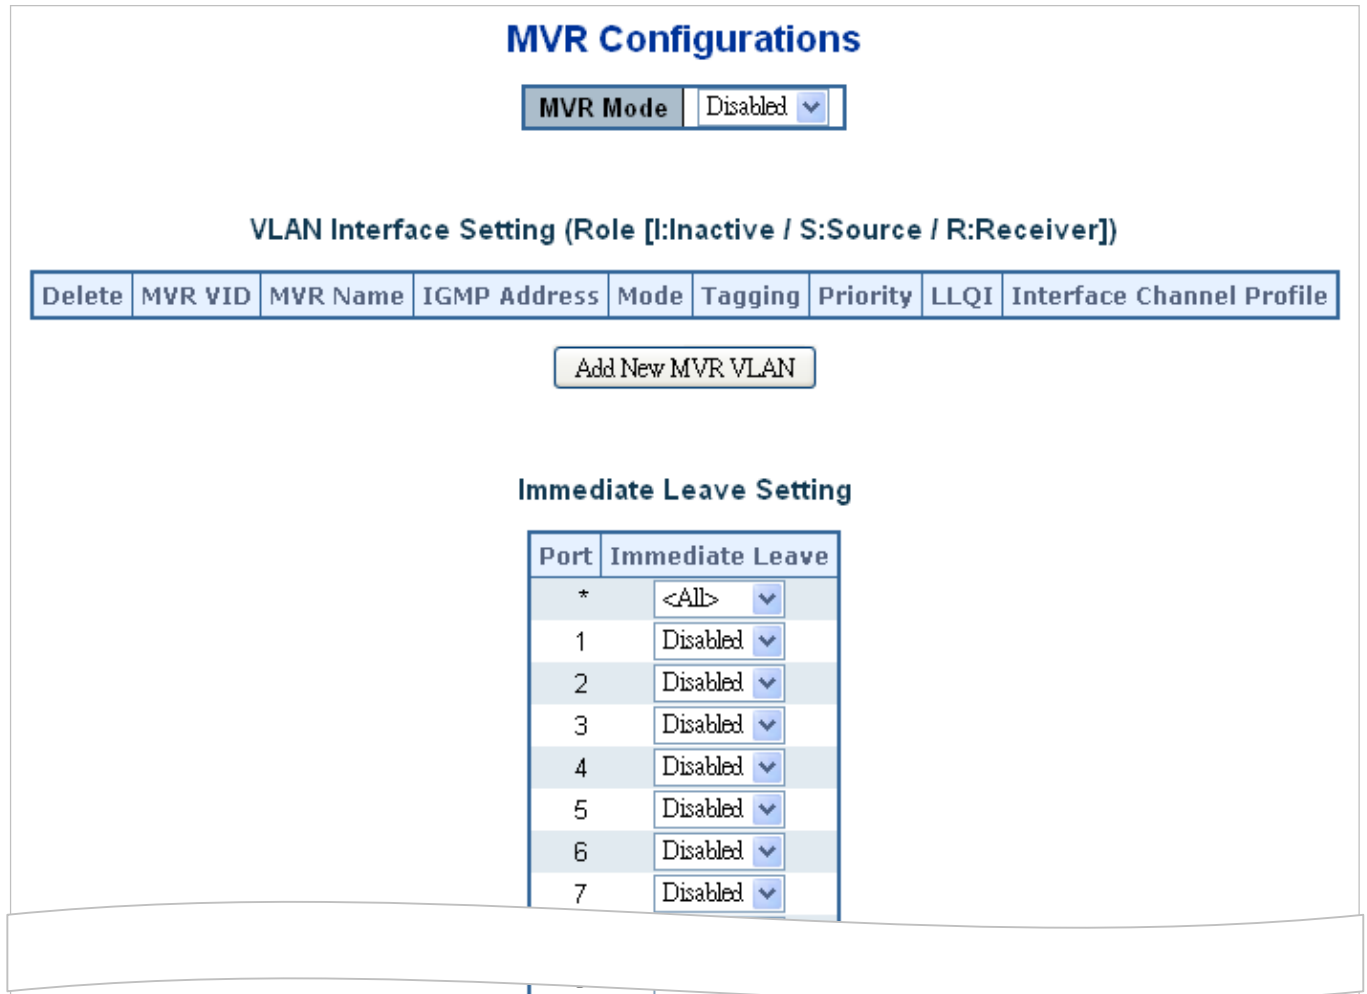 MVR Configurations
MVR Mode Disabled
VLAN Interface Setting (Role [I:Inactive / S:Source / R:Receiver])
Delete MVR VID MVR Name IGMP Address Mode Tagging Priority LLQI Interface Channel Profile
Add New MVR VLAN
Immediate Leave Setting
Port Immediate Leave
* <All>
1 Disabled
2 Disabled
3 Disabled
4 Disabled
5 Disabled
6 Disabled
7 Disabled